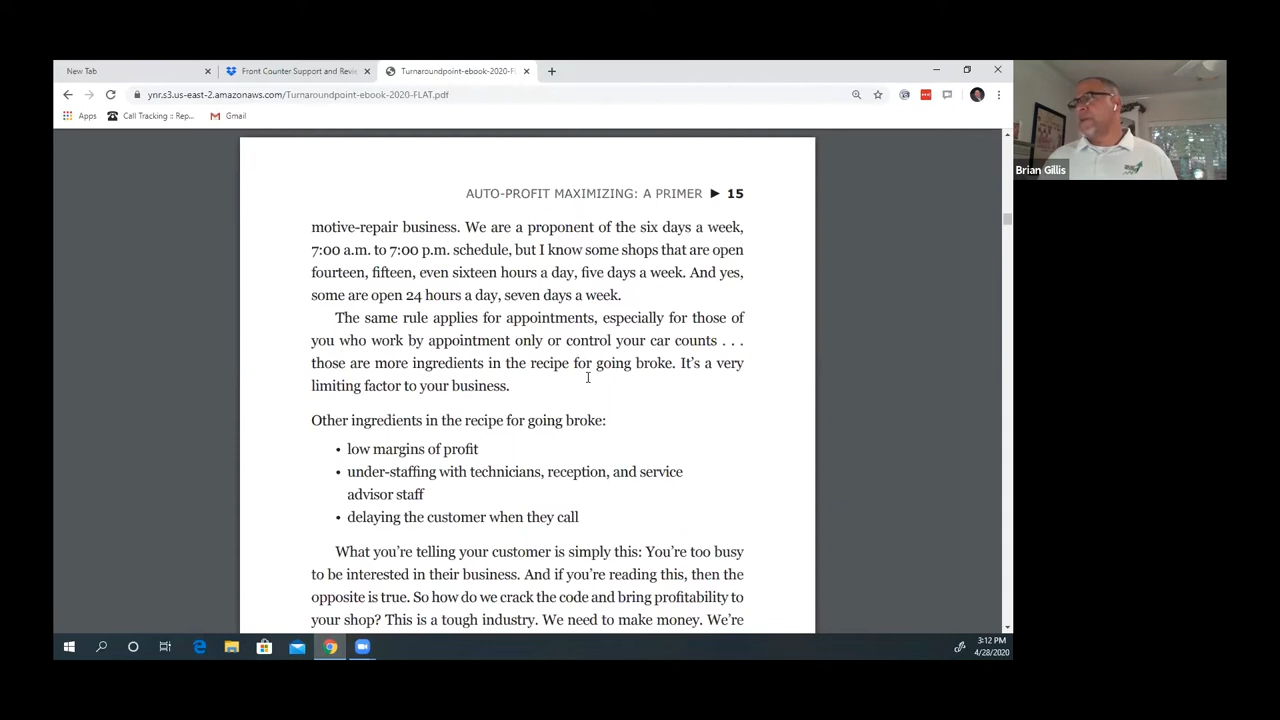 New Tab
Front Counter Support and Revie
Turnaroundpoint-ebook-2020-FL
ynr.s3.us-east-2.amazonaws.com/Turnaroundpoint-ebook-2020-FLAT.pdf
Apps
Call Tracking :: Rep...
Gmail
Brian Gillis
AUTO-PROFIT MAXIMIZING: A PRIMER ▶ 15
motive-repair business. We are a proponent of the six days a week,
7:00 a.m. to 7:00 p.m. schedule, but I know some shops that are open
fourteen, fifteen, even sixteen hours a day, five days a week. And yes,
some are open 24 hours a day, seven days a week.
The same rule applies for appointments, especially for those of
you who work by appointment only or control your car counts . . .
those are more ingredients in the recipe for going broke. It’s a very
limiting factor to your business.
Other ingredients in the recipe for going broke:
• low margins of profit
• under-staffing with technicians, reception, and service
advisor staff
• delaying the customer when they call
What you’re telling your customer is simply this: You’re too busy
to be interested in their business. And if you’re reading this, then the
opposite is true. So how do we crack the code and bring profitability to
your shop? This is a tough industry. We need to make money. We’re
3:12 PM
4/28/2020